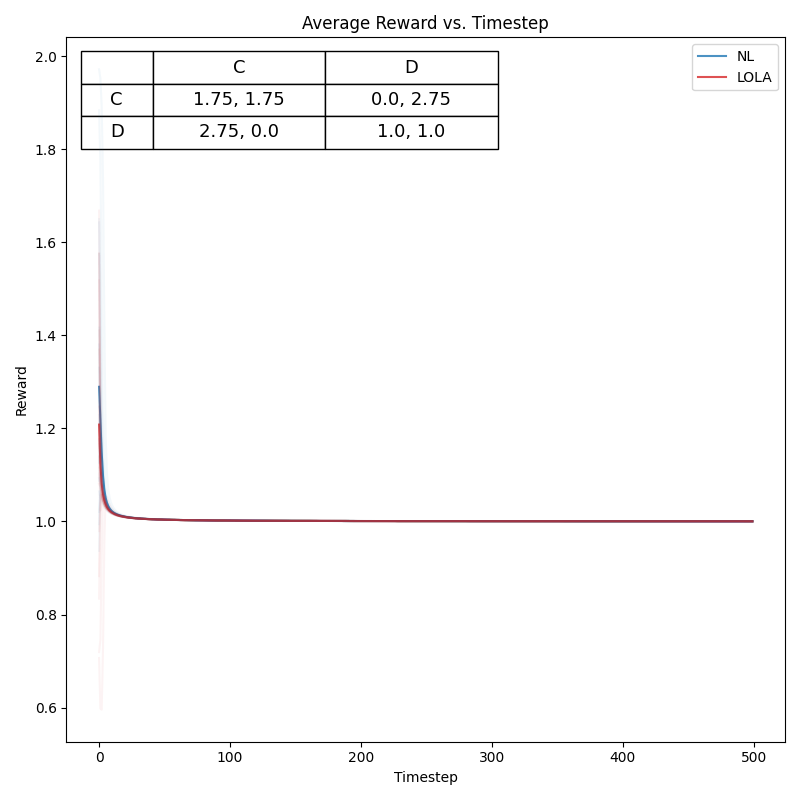 Average Reward vs. Timestep
C D
C 1.75, 1.75 0.0, 2.75
D 2.75, 0.0 1.0, 1.0
NL
LOLA
Reward
2.0
1.8
1.6
1.4
1.2
1.0
0.8
0.6
0 100 200 300 400 500
Timestep